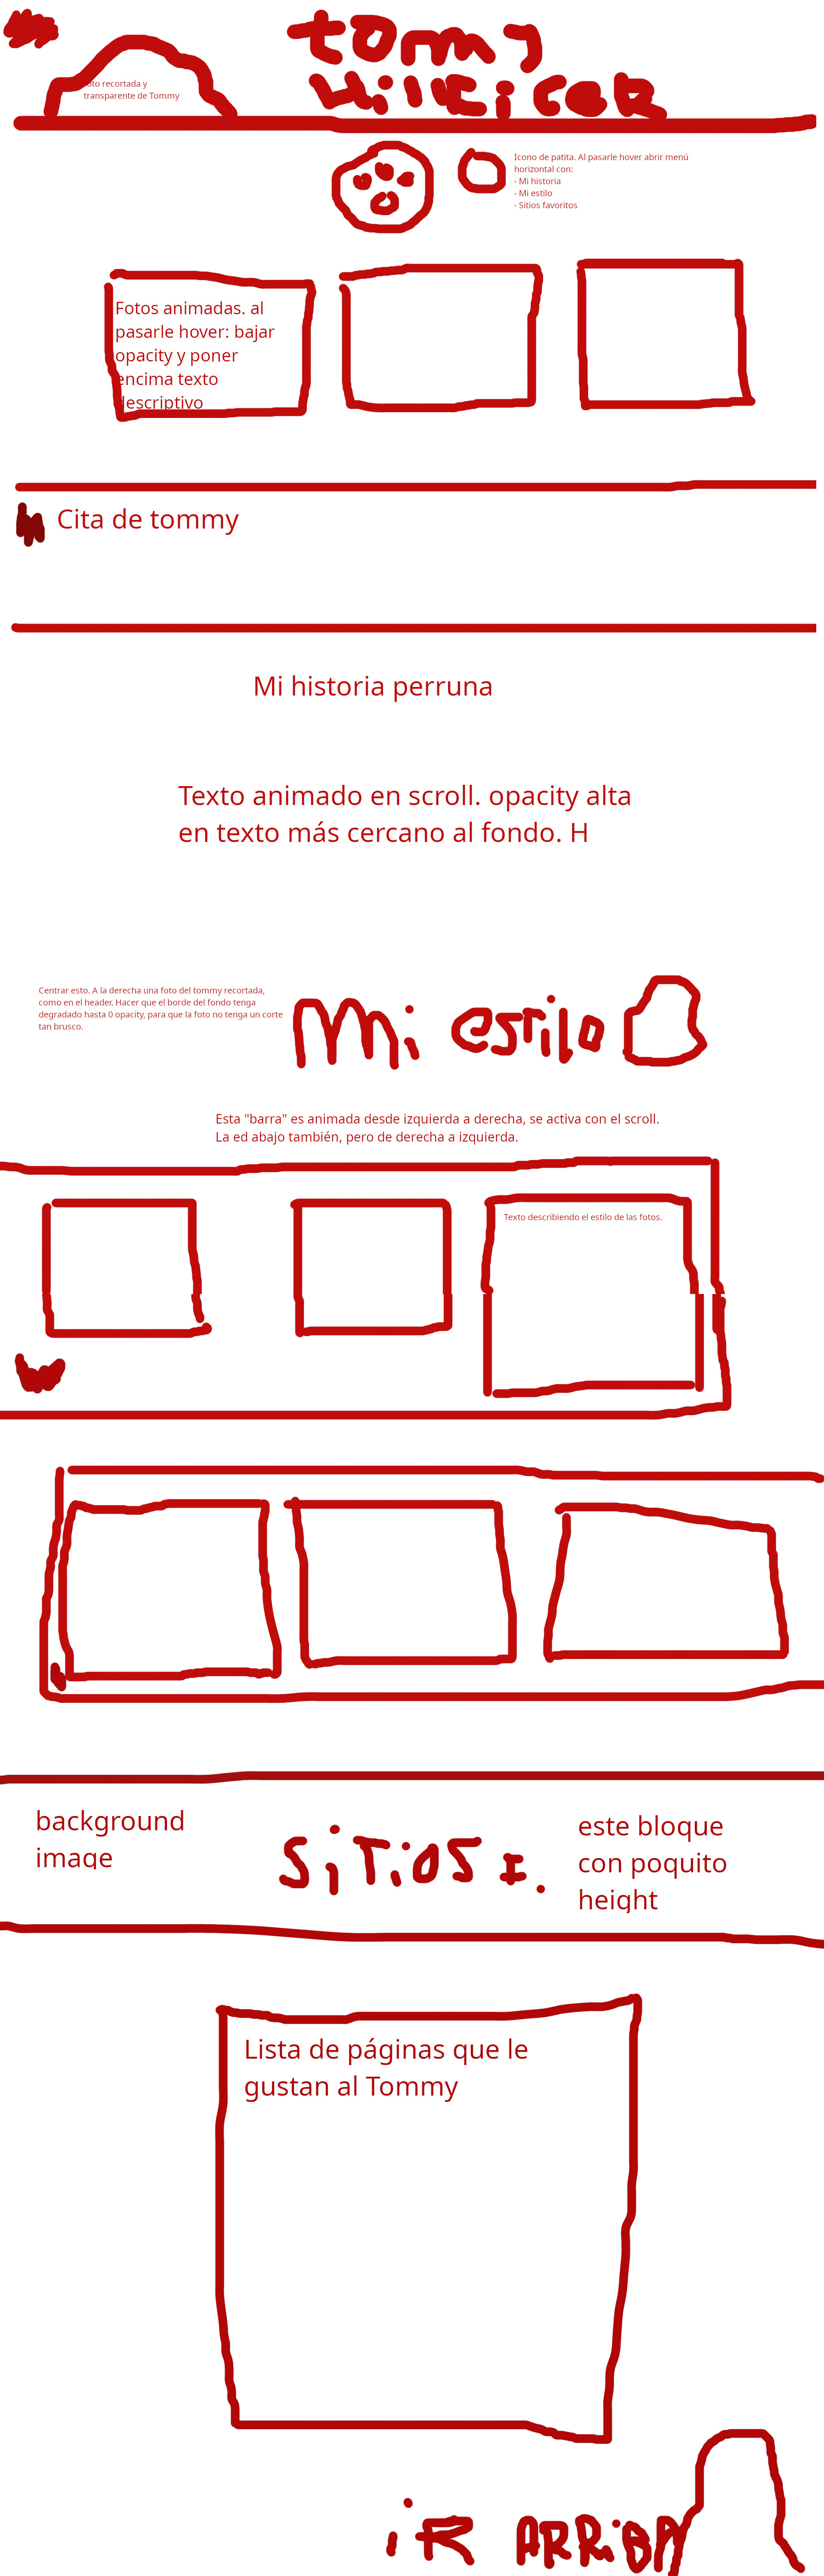 tommy
HilFiGER
foto recortada y
transparente de Tommy
Icono de patita. Al pasarle hover abrir menú
horizontal con:
- Mi historia
- Mi estilo
- Sitios favoritos
Fotos animadas. al
pasarle hover: bajar
opacity y poner
encima texto
descriptivo
Cita de tommy
Mi historia perruna
Texto animado en scroll. opacity alta
en texto más cercano al fondo. H
Centrar esto. A la derecha una foto del tommy recortada,
como en el header. Hacer que el borde del fondo tenga
degradado hasta 0 opacity, para que la foto no tenga un corte
tan brusco.
Mi estilo
Esta "barra" es animada desde izquierda a derecha, se activa con el scroll.
La ed abajo también, pero de derecha a izquierda.
Texto describiendo el estilo de las fotos.
background
image
SiTiOS I.
este bloque
con poquito
height
Lista de páginas que le
gustan al Tommy
iR ARRiBA